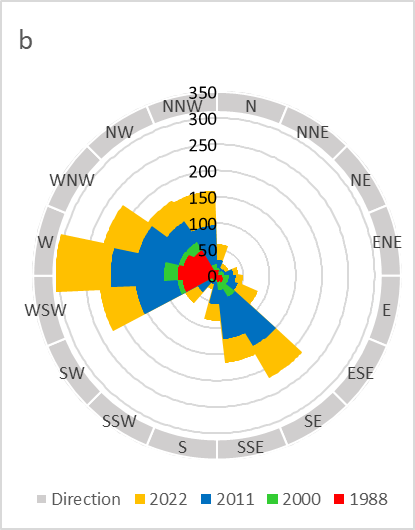 b
350
NNW N
300
NW NNE
250
200
WNW NE
150
100
W ENE
50
0
WSW E
SW ESE
SSW SE
S SSE
Direction 2022 2011 2000 1988